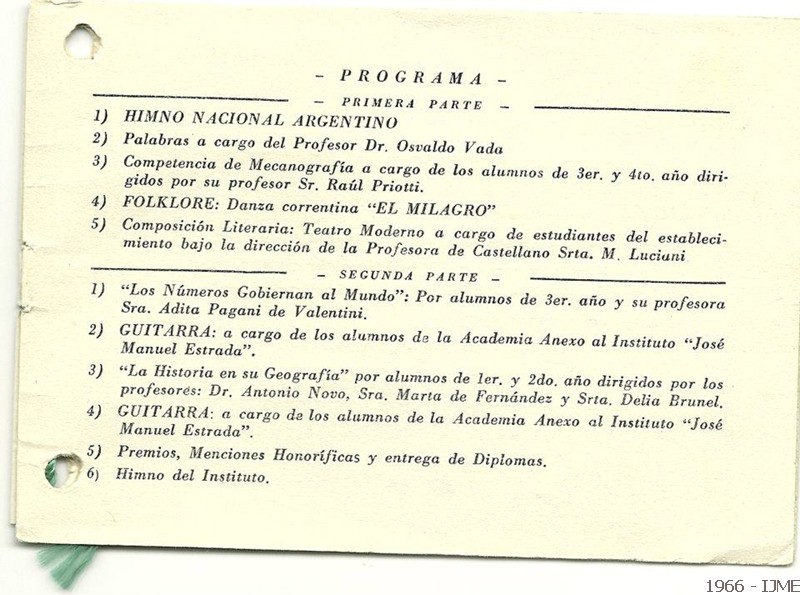 - PROGRAMA -
- PRIMERA PARTE -
1) HIMNO NACIONAL ARGENTINO
2) Palabras a cargo del Profesor Dr. Osvaldo Vada
3) Competencia de Mecanografía a cargo de los alumnos de 3er. y 4to. año diri-
gidos por su profesor Sr. Raúl Priotti.
4) FOLKLORE: Danza correntina "EL MILAGRO"
5) Composición Literaria: Teatro Moderno a cargo de estudiantes del estableci-
miento bajo la dirección de la Profesora de Castellano Srta. M. Luciani
- SEGUNDA PARTE -
1) "Los Números Gobiernan al Mundo": Por alumnos de 3er. año y su profesora
Sra. Adita Pagani de Valentini.
2) GUITARRA: a cargo de los alumnos de la Academia Anexo al Instituto "José
Manuel Estrada".
3) "La Historia en su Geografía" por alumnos de 1er. y 2do. año dirigidos por los
profesores: Dr. Antonio Novo, Sra. Marta de Fernández y Srta. Delia Brunel.
4) GUITARRA: a cargo de los alumnos de la Academia Anexo al Instituto "José
Manuel Estrada".
5) Premios, Menciones Honoríficas y entrega de Diplomas.
6) Himno del Instituto.
1966 - IJME